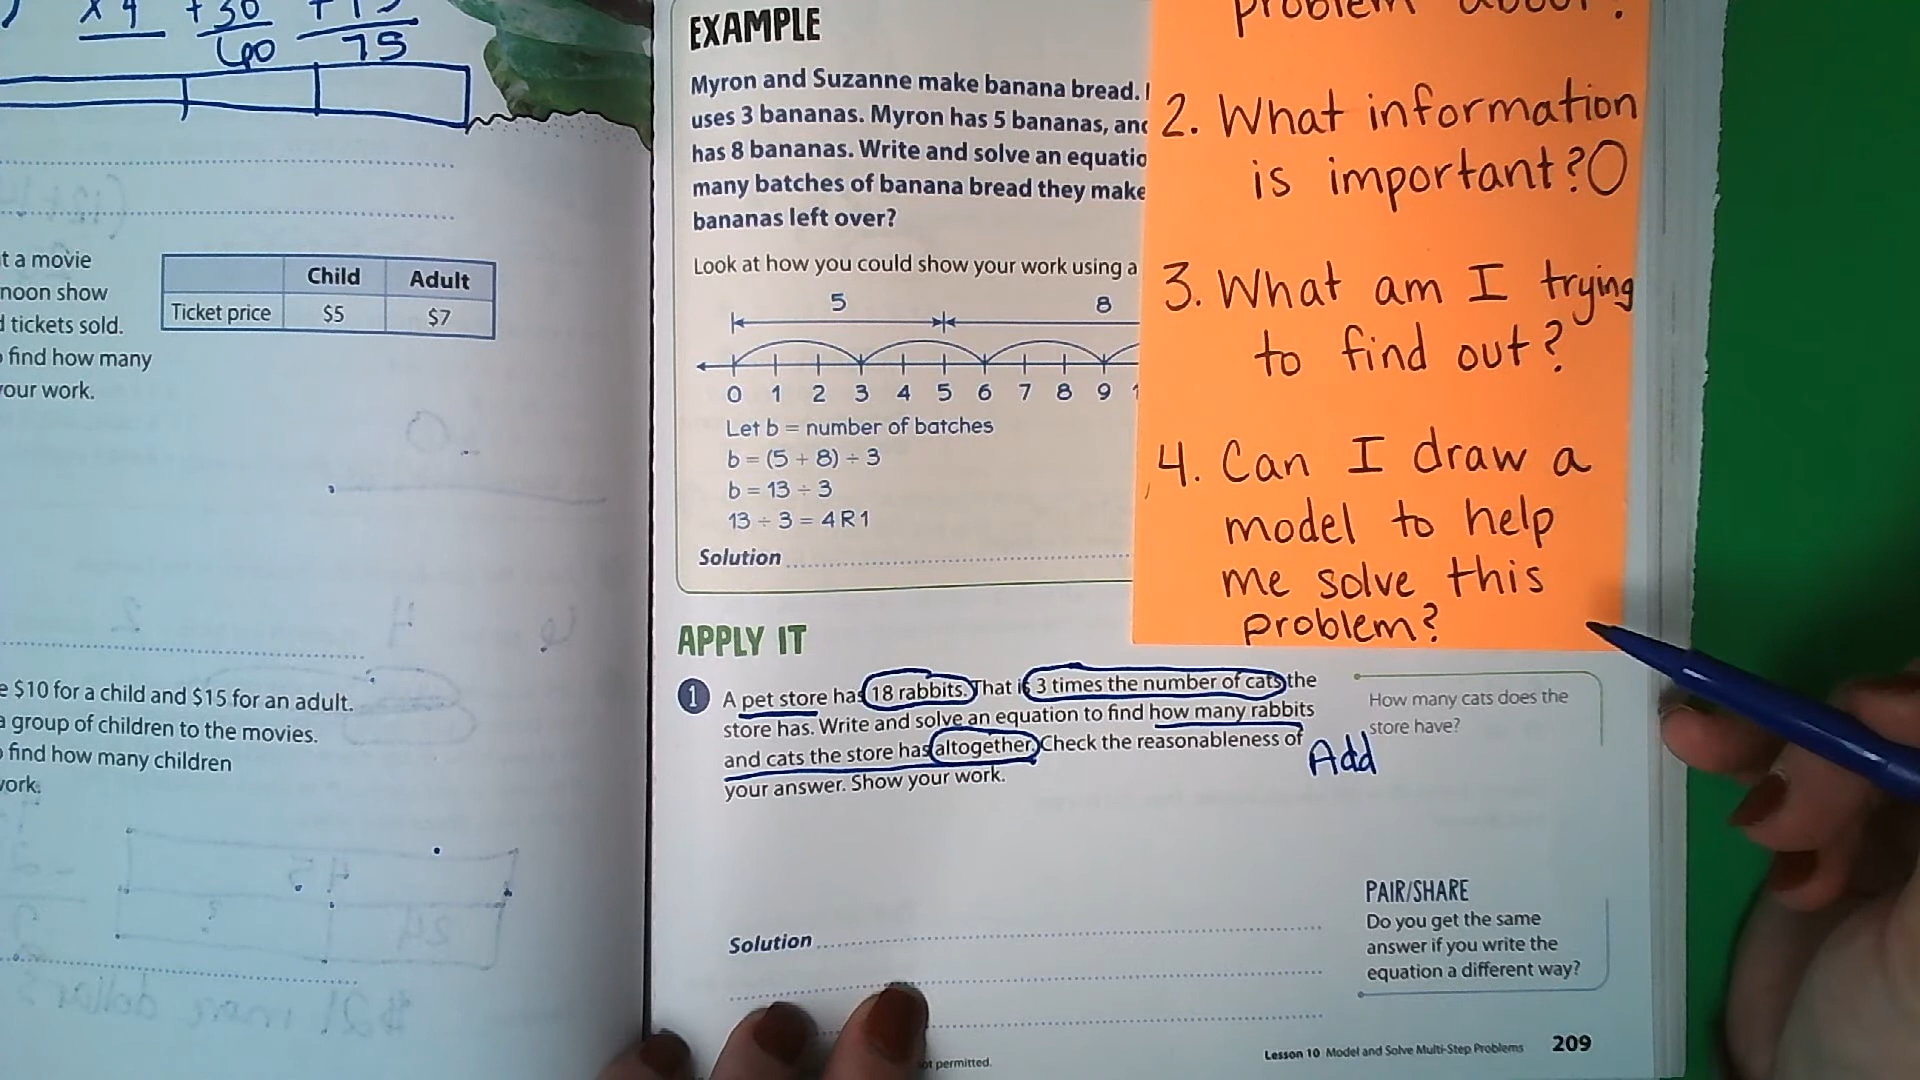 x 4 + 30 + 15
60 75
t a movie
noon show
d tickets sold.
o find how many
your work.
Child Adult
Ticket price $5 $7
e $10 for a child and $15 for an adult.
a group of children to the movies.
o find how many children
work.
EXAMPLE
Myron and Suzanne make banana bread.
uses 3 bananas. Myron has 5 bananas, and
has 8 bananas. Write and solve an equatio
many batches of banana bread they make
bananas left over?
Look at how you could show your work using a
5 8
0 1 2 3 4 5 6 7 8 9 1
Let b = number of batches
b = (5 + 8) ÷ 3
b = 13 ÷ 3
13 ÷ 3 = 4 R 1
Solution
problem about?
2. What information
is important?O
3. What am I trying
to find out?
4. Can I draw a
model to help
me solve this
problem?
APPLY IT
1 A pet store has 18 rabbits. That is 3 times the number of cats the
store has. Write and solve an equation to find how many rabbits
and cats the store has altogether. Check the reasonableness of
your answer. Show your work.
Add
How many cats does the
store have?
Solution
PAIR/SHARE
Do you get the same
answer if you write the
equation a different way?
ot permitted.
Lesson 10 Model and Solve Multi-Step Problems 209